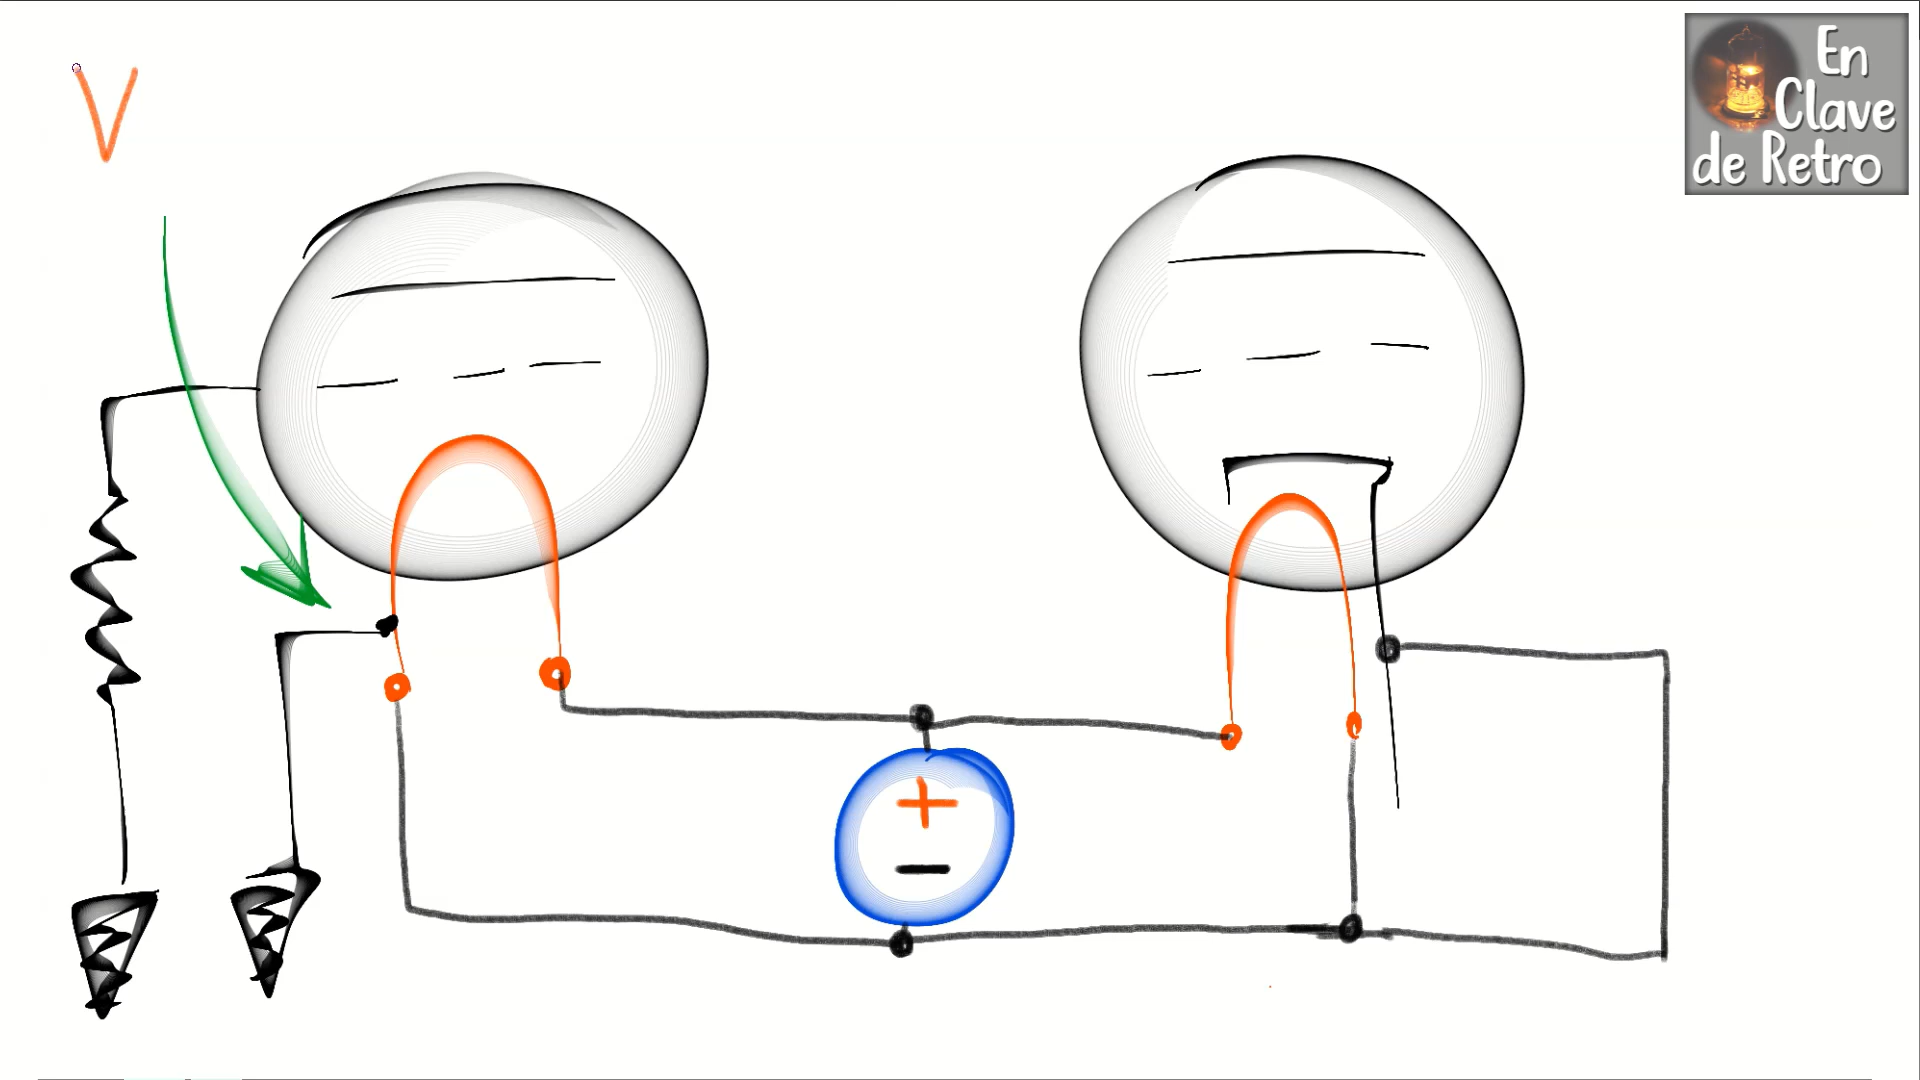 V
En
Clave
de Retro
+
−